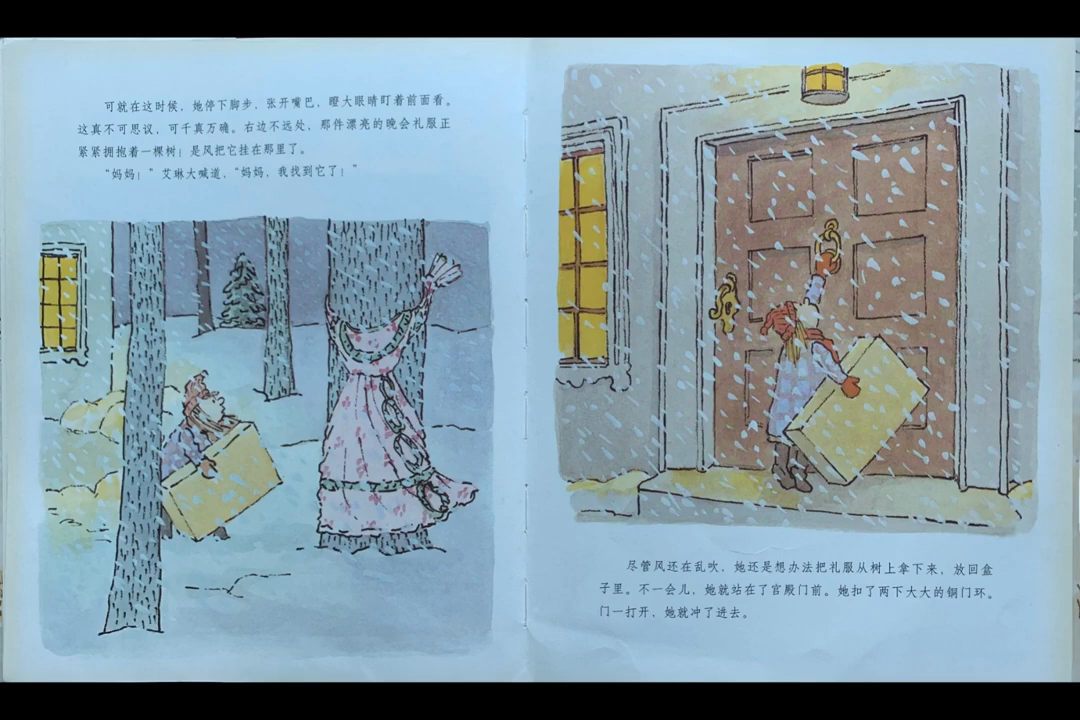 可就在这时候，她停下脚步，张开嘴巴，瞪大眼睛盯着前面看。
这真不可思议，可千真万确。右边不远处，那件漂亮的晚会礼服正
紧紧拥抱着一棵树！是风把它挂在那里了。
“妈妈！”艾琳大喊道，“妈妈，我找到它了！”
尽管风还在乱吹，她还是想办法把礼服从树上拿下来，放回盒
子里。不一会儿，她就站在了宫殿门前。她扣了两下大大的铜门环。
门一打开，她就冲了进去。